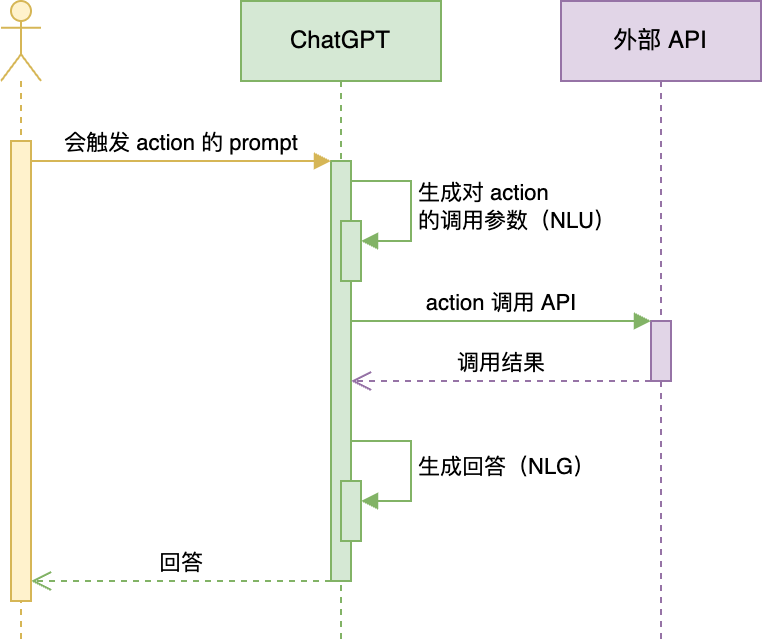 ChatGPT
外部 API
会触发 action 的 prompt
生成对 action
的调用参数（NLU）
action 调用 API
调用结果
生成回答（NLG）
回答